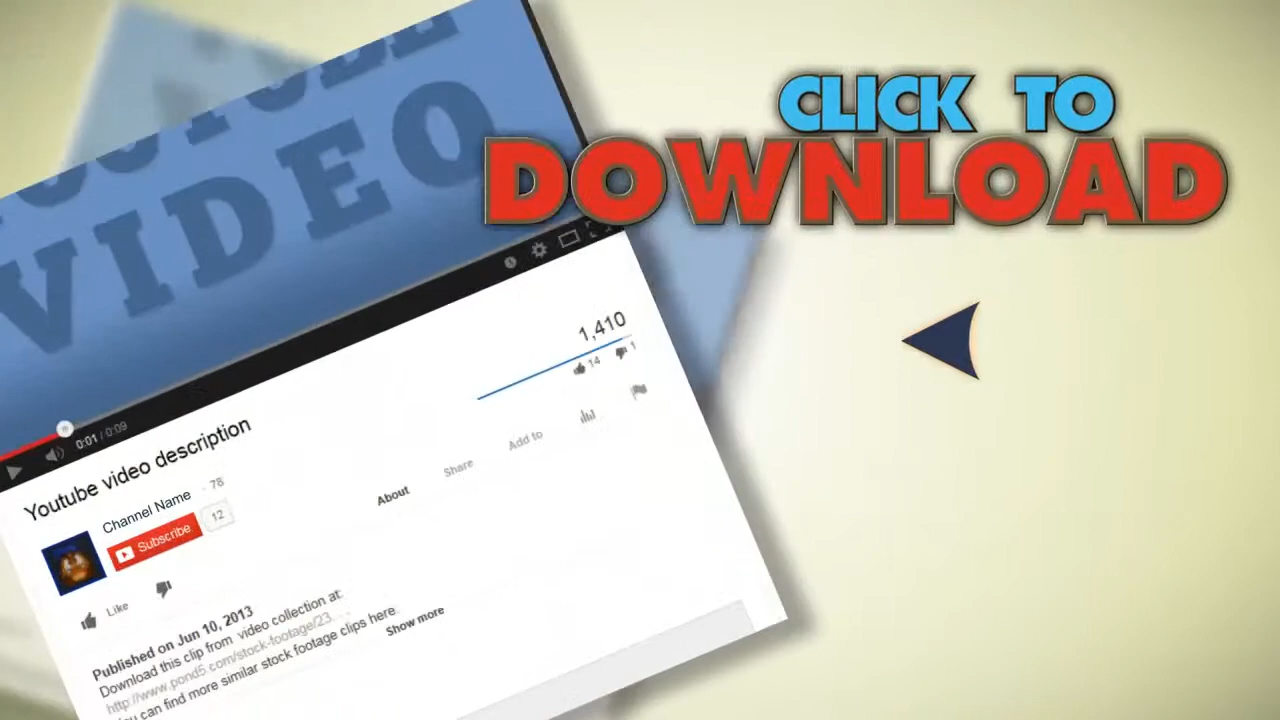 CLICK TO
DOWNLOAD
VIDEO
1,410
14
1
0:01 / 0:09
Youtube video description
Channel Name - 78
Subscribe 12
About Share Add to
Like
Published on Jun 10, 2013
Download this clip from video collection at:
http://www.pond5.com/stock-footage/23...
You can find more similar stock footage clips here
Show more